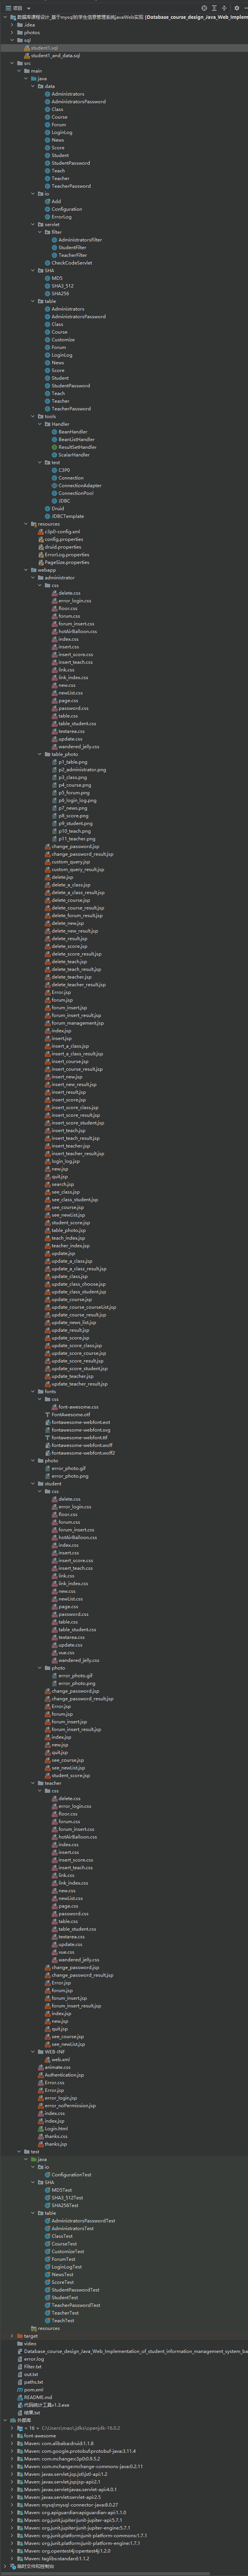 项目
数据库课程设计_基于mysql的学生信息管理系统JavaWeb实现 [Database_course_design_Java_Web_Implem
.idea
photos
sql
student1.sql
student1_and_data.sql
src
main
java
data
Administrators
AdministratorsPassword
Class
Course
Forum
LoginLog
News
Score
Student
StudentPassword
Teach
Teacher
TeacherPassword
io
Add
Configuration
ErrorLog
servlet
filter
AdministratorsFilter
StudentFilter
TeacherFilter
CheckCodeServlet
SHA
MD5
SHA3_512
SHA256
table
Administrators
AdministratorsPassword
Class
Course
Customize
Forum
LoginLog
News
Score
Student
StudentPassword
Teach
Teacher
TeacherPassword
tools
Handler
BeanHandler
BeanListHandler
ResultSetHandler
ScalarHandler
test
C3P0
Connection
ConnectionAdapter
ConnectionPool
JDBC
Druid
JDBCTemplate
resources
c3p0-config.xml
config.properties
druid.properties
ErrorLog.properties
PageSize.properties
webapp
administrator
css
delete.css
error_login.css
floor.css
forum.css
forum_insert.css
hotAirBalloon.css
index.css
insert.css
insert_score.css
insert_teach.css
link.css
link_index.css
new.css
newList.css
page.css
password.css
table.css
table_student.css
textarea.css
update.css
wandered_jelly.css
table_photo
p1_table.png
p2_administrator.png
p3_class.png
p4_course.png
p5_forum.png
p6_login_log.png
p7_news.png
p8_score.png
p9_student.png
p10_teach.png
p11_teacher.png
change_password.jsp
change_password_result.jsp
custom_query.jsp
custom_query_result.jsp
delete.jsp
delete_a_class.jsp
delete_a_class_result.jsp
delete_course.jsp
delete_course_result.jsp
delete_forum_result.jsp
delete_new.jsp
delete_new_result.jsp
delete_result.jsp
delete_score.jsp
delete_score_result.jsp
delete_teach.jsp
delete_teach_result.jsp
delete_teacher.jsp
delete_teacher_result.jsp
Error.jsp
forum.jsp
forum_insert.jsp
forum_insert_result.jsp
forum_management.jsp
index.jsp
insert.jsp
insert_a_class.jsp
insert_a_class_result.jsp
insert_course.jsp
insert_course_result.jsp
insert_new.jsp
insert_new_result.jsp
insert_result.jsp
insert_score.jsp
insert_score_class.jsp
insert_score_result.jsp
insert_score_student.jsp
insert_teach.jsp
insert_teach_result.jsp
insert_teacher.jsp
insert_teacher_result.jsp
login_log.jsp
new.jsp
quit.jsp
search.jsp
see_class.jsp
see_class_student.jsp
see_course.jsp
see_newList.jsp
student_score.jsp
table_photo.jsp
teach_index.jsp
teacher_index.jsp
update.jsp
update_a_class.jsp
update_a_class_result.jsp
update_class.jsp
update_class_choose.jsp
update_class_student.jsp
update_course.jsp
update_course_courseList.jsp
update_course_result.jsp
update_news_list.jsp
update_result.jsp
update_score.jsp
update_score_class.jsp
update_score_course.jsp
update_score_result.jsp
update_score_student.jsp
update_teacher.jsp
update_teacher_result.jsp
fonts
css
font-awesome.css
FontAwesome.otf
fontawesome-webfont.eot
fontawesome-webfont.svg
fontawesome-webfont.ttf
fontawesome-webfont.woff
fontawesome-webfont.woff2
photo
error_photo.gif
error_photo.png
student
css
delete.css
error_login.css
floor.css
forum.css
forum_insert.css
hotAirBalloon.css
index.css
insert.css
insert_score.css
insert_teach.css
link.css
link_index.css
new.css
newList.css
page.css
password.css
table.css
table_student.css
textarea.css
update.css
vue.css
wandered_jelly.css
photo
error_photo.gif
error_photo.png
change_password.jsp
change_password_result.jsp
Error.jsp
forum.jsp
forum_insert.jsp
forum_insert_result.jsp
index.jsp
new.jsp
quit.jsp
see_course.jsp
see_newList.jsp
student_score.jsp
teacher
css
delete.css
error_login.css
floor.css
forum.css
forum_insert.css
hotAirBalloon.css
index.css
insert.css
insert_score.css
insert_teach.css
link.css
link_index.css
new.css
newList.css
page.css
password.css
table.css
table_student.css
textarea.css
update.css
vue.css
wandered_jelly.css
change_password.jsp
change_password_result.jsp
Error.jsp
forum.jsp
forum_insert.jsp
forum_insert_result.jsp
index.jsp
new.jsp
quit.jsp
see_course.jsp
see_newList.jsp
WEB-INF
web.xml
animate.css
Authentication.jsp
Error.css
Error.jsp
error_login.jsp
error_noPermission.jsp
index.css
index.jsp
Login.html
thanks.css
thanks.jsp
test
java
io
ConfigurationTest
SHA
MD5Test
SHA3_512Test
SHA256Test
table
AdministratorsPasswordTest
AdministratorsTest
ClassTest
CourseTest
CustomizeTest
ForumTest
LoginLogTest
NewsTest
ScoreTest
StudentPasswordTest
StudentTest
TeacherPasswordTest
TeacherTest
TeachTest
resources
target
video
Database_course_design_Java_Web_Implementation_of_student_information_management_system_ba
error.log
filter.txt
out.txt
paths.txt
pom.xml
README.md
代码统计工具v1.3.exe
结果.txt
外部库
font-awesome
Maven: com.alibaba:druid:1.1.8
Maven: com.google.protobuf:protobuf-java:3.11.4
Maven: com.mchange:c3p0:0.9.5.2
Maven: com.mchange:mchange-commons-java:0.2.11
Maven: javax.servlet.jsp.jstl:jstl-api:1.2
Maven: javax.servlet.jsp:jsp-api:2.1
Maven: javax.servlet:javax.servlet-api:4.0.1
Maven: javax.servlet:servlet-api:2.5
Maven: mysql:mysql-connector-java:8.0.27
Maven: org.apiguardian:apiguardian-api:1.1.0
Maven: org.junit.jupiter:junit-jupiter-api:5.7.1
Maven: org.junit.jupiter:junit-jupiter-engine:5.7.1
Maven: org.junit.platform:junit-platform-commons:1.7.1
Maven: org.junit.platform:junit-platform-engine:1.7.1
Maven: org.opentest4j:opentest4j:1.2.0
Maven: taglibs:standard:1.1.2
临时文件和控制台